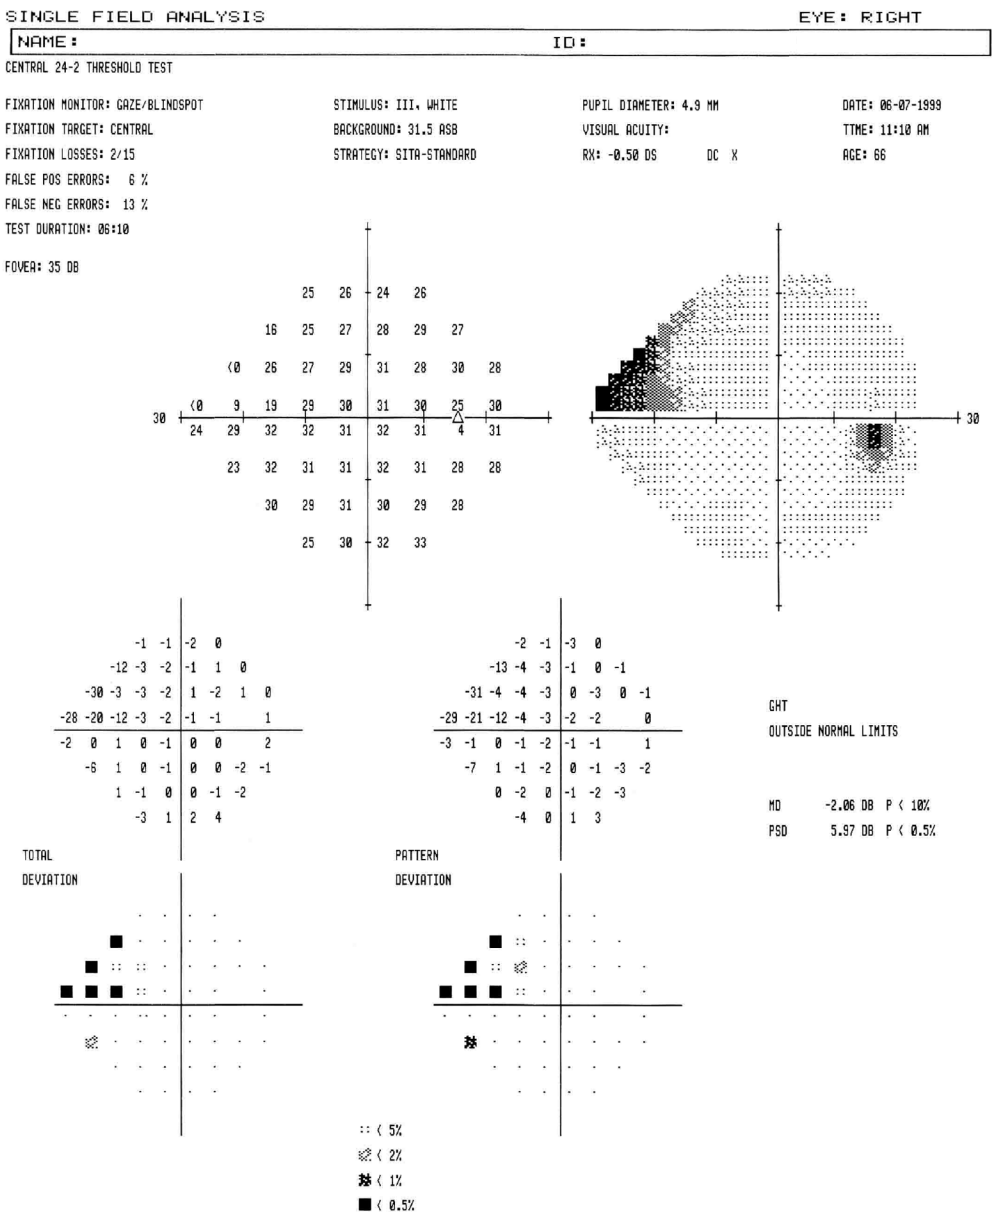 SINGLE FIELD ANALYSIS EYE: RIGHT
NAME: ID:
CENTRAL 24-2 THRESHOLD TEST
FIXATION MONITOR: GAZE/BLINDSPOT STIMULUS: III, WHITE PUPIL DIAMETER: 4.9 MM DATE: 06-07-1999
FIXATION TARGET: CENTRAL BACKGROUND: 31.5 ASB VISUAL ACUITY: TTME: 11:10 AM
FIXATION LOSSES: 2/15 STRATEGY: SITA-STANDARD RX: -0.50 DS DC X AGE: 66
FALSE POS ERRORS: 6 %
FALSE NEG ERRORS: 13 %
TEST DURATION: 06:10
FOVEA: 35 DB
25 26 24 26
16 25 27 28 29 27
<0 26 27 29 31 28 30 28
<0 9 19 29 30 31 30 25 30
30 30
24 29 32 32 31 32 31 4 31
23 32 31 31 32 31 28 28
30 29 31 30 29 28
25 30 32 33
-1 -1 -2 0 -2 -1 -3 0
-12 -3 -2 -1 1 0 -13 -4 -3 -1 0 -1
-30 -3 -3 -2 1 -2 1 0 -31 -4 -4 -3 0 -3 0 -1
GHT
-28 -20 -12 -3 -2 -1 -1 1 -29 -21 -12 -4 -3 -2 -2 0
OUTSIDE NORMAL LIMITS
-2 0 1 0 -1 0 0 2 -3 -1 0 -1 -2 -1 -1 1
-6 1 0 -1 0 0 -2 -1 -7 1 -1 -2 0 -1 -3 -2
1 -1 0 0 -1 -2 0 -2 0 -1 -2 -3
MD -2.06 DB P < 10%
-3 1 2 4 -4 0 1 3
PSD 5.97 DB P < 0.5%
TOTAL PATTERN
DEVIATION DEVIATION
< 5%
< 2%
< 1%
< 0.5%